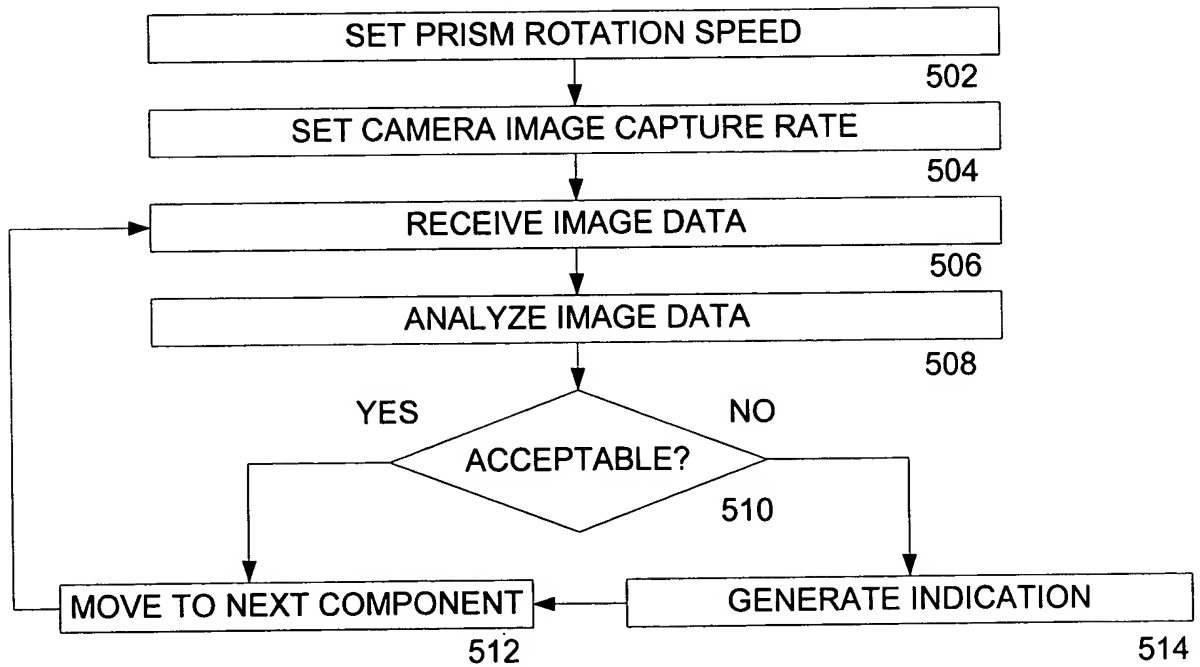 SET PRISM ROTATION SPEED
502
SET CAMERA IMAGE CAPTURE RATE
504
RECEIVE IMAGE DATA
506
ANALYZE IMAGE DATA
508
YES
NO
ACCEPTABLE?
510
MOVE TO NEXT COMPONENT
512
GENERATE INDICATION
514